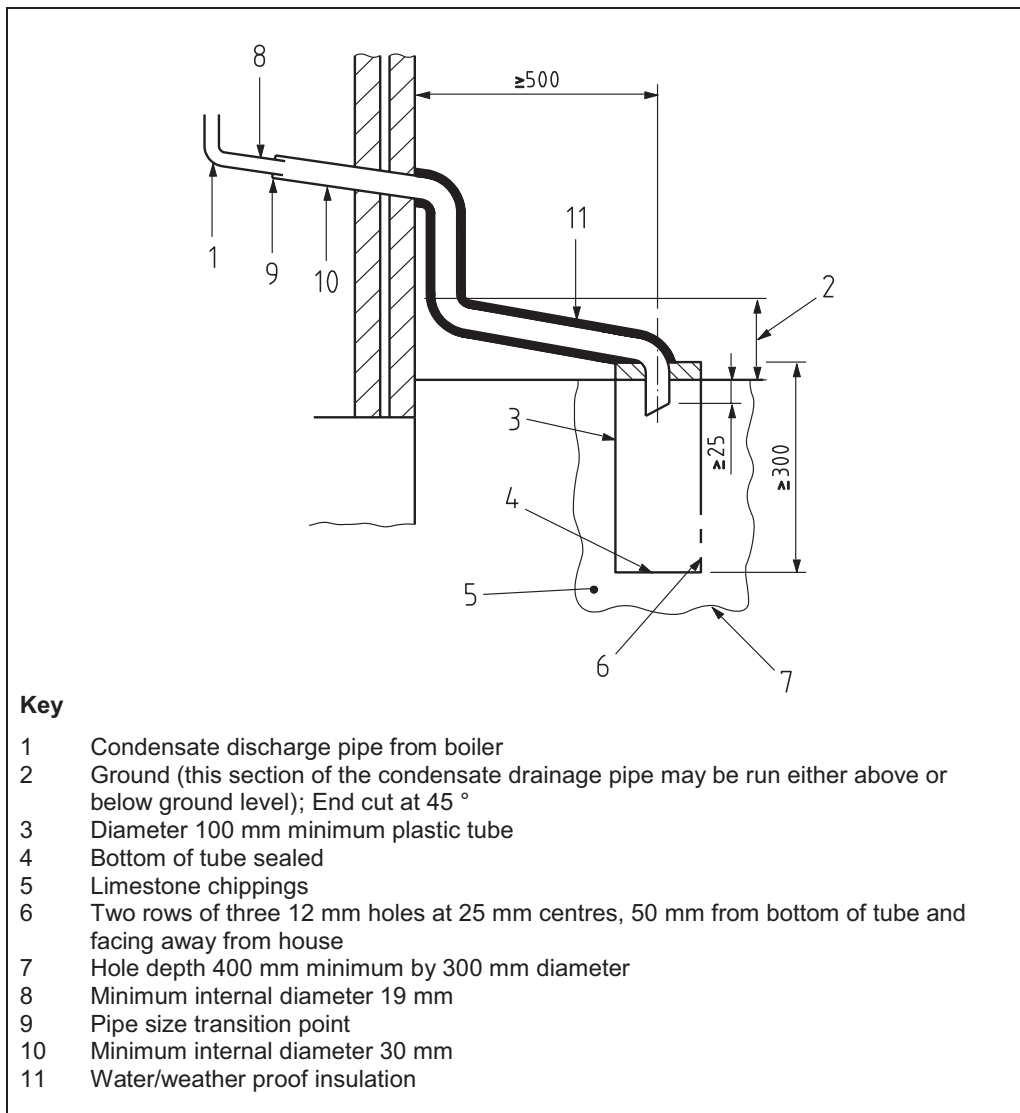 8
≥500
11
2
1
9
10
3
≥25
≥300
4
5
6
7
Key
1 Condensate discharge pipe from boiler
2 Ground (this section of the condensate drainage pipe may be run either above or
below ground level); End cut at 45 °
3 Diameter 100 mm minimum plastic tube
4 Bottom of tube sealed
5 Limestone chippings
6 Two rows of three 12 mm holes at 25 mm centres, 50 mm from bottom of tube and
facing away from house
7 Hole depth 400 mm minimum by 300 mm diameter
8 Minimum internal diameter 19 mm
9 Pipe size transition point
10 Minimum internal diameter 30 mm
11 Water/weather proof insulation